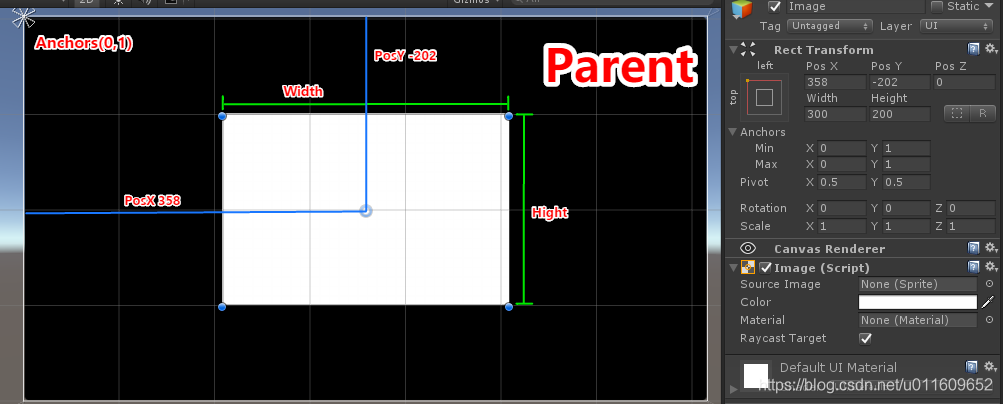 2D
Gizmos
All
Anchors(0,1)
PosY -202
Parent
Width
PosX 358
Hight
Image
Static
Tag Untagged Layer UI
Rect Transform
left Pos X Pos Y Pos Z
top 358 -202 0
Width Height
300 200
R
Anchors
Min X 0 Y 1
Max X 0 Y 1
Pivot X 0.5 Y 0.5
Rotation X 0 Y 0 Z 0
Scale X 1 Y 1 Z 1
Canvas Renderer
Image (Script)
Source Image None (Sprite)
Color
Material None (Material)
Raycast Target
Default UI Material
https://blog.csdn.net/u011609652